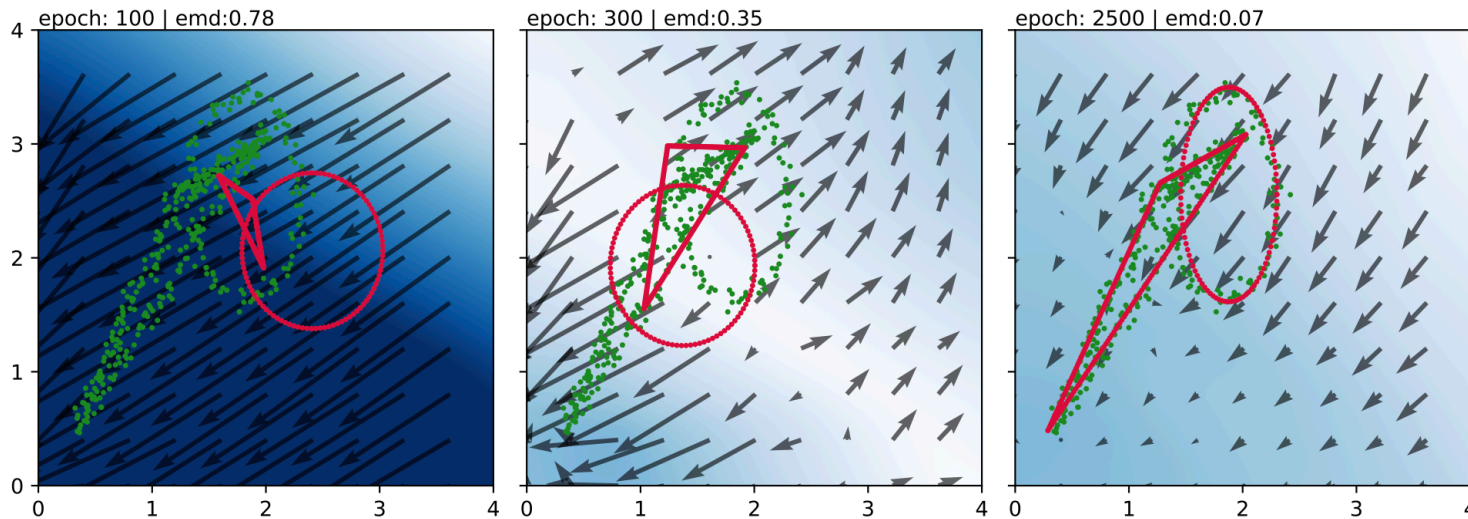 epoch: 100 | emd:0.78
epoch: 300 | emd:0.35
epoch: 2500 | emd:0.07
4
3
2
1
0
0 1 2 3 4
0 1 2 3 4
0 1 2 3 4